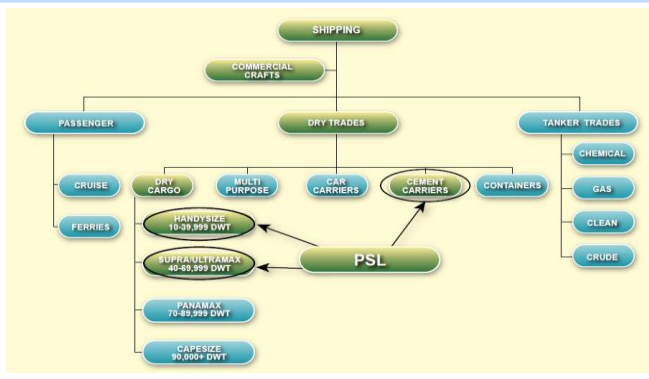 SHIPPING
COMMERCIAL
CRAFTS
PASSENGER
DRY TRADES
TANKER TRADES
CHEMICAL
CRUISE
DRY
CARGO
MULTI
PURPOSE
CAR
CARRIERS
CEMENT
CARRIERS
CONTAINERS
GAS
FERRIES
HANDYSIZE
10-39,999 DWT
CLEAN
SUPRA/ULTRAMAX
40-69,999 DWT
PSL
CRUDE
PANAMAX
70-89,999 DWT
CAPESIZE
90,000+ DWT